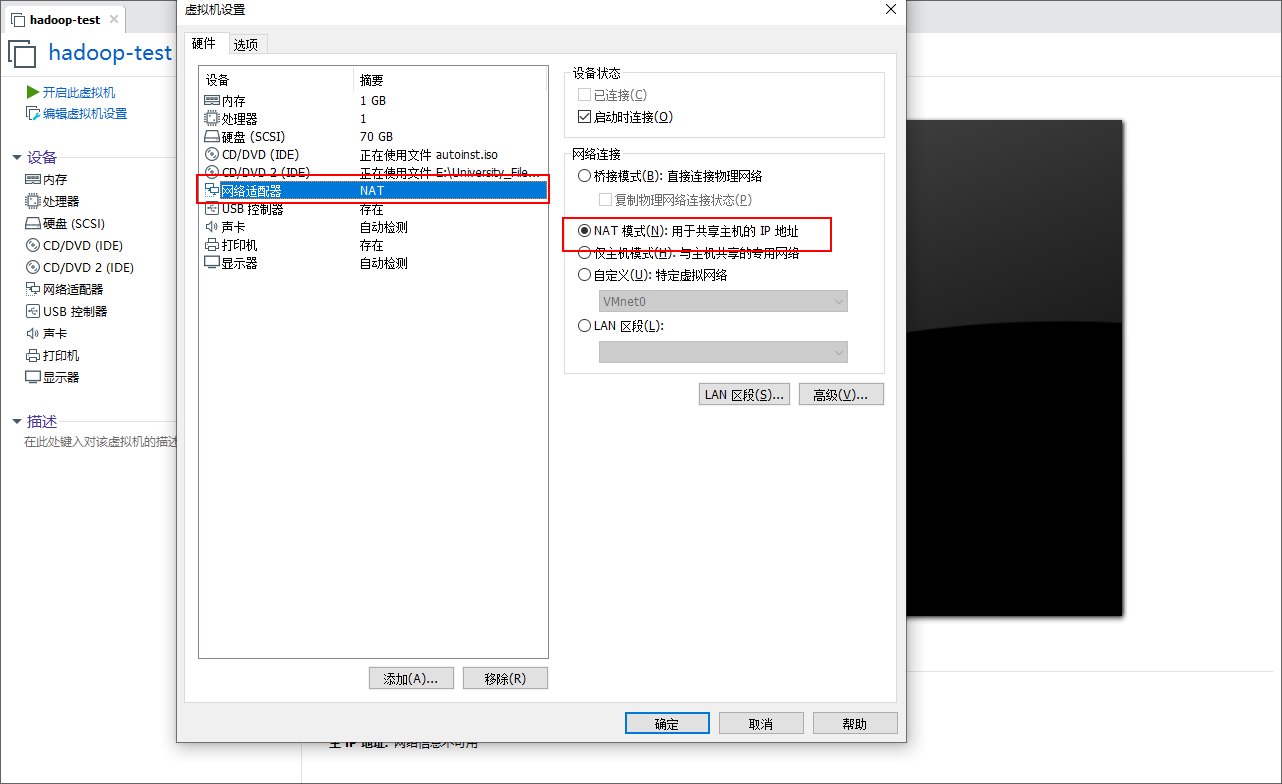 hadoop-test
hadoop-test
开启此虚拟机
编辑虚拟机设置
设备
内存
处理器
硬盘 (SCSI)
CD/DVD (IDE)
CD/DVD 2 (IDE)
网络适配器
USB 控制器
声卡
打印机
显示器
描述
在此处键入对该虚拟机的描述
虚拟机设置
硬件 选项
设备 摘要
内存 1 GB
处理器 1
硬盘 (SCSI) 70 GB
CD/DVD (IDE) 正在使用文件 autoinst.iso
CD/DVD 2 (IDE) 正在使用文件 E:\University_File...
网络适配器 NAT
USB 控制器 存在
声卡 自动检测
打印机 存在
显示器 自动检测
添加(A)... 移除(R)
设备状态
已连接(C)
启动时连接(O)
网络连接
桥接模式(B): 直接连接物理网络
复制物理网络连接状态(P)
NAT 模式(N): 用于共享主机的 IP 地址
仅主机模式(H): 与主机共享的专用网络
自定义(U): 特定虚拟网络
VMnet0
LAN 区段(L):
LAN 区段(S)... 高级(V)...
确定 取消 帮助
主 IP 地址: 网络信息不可用